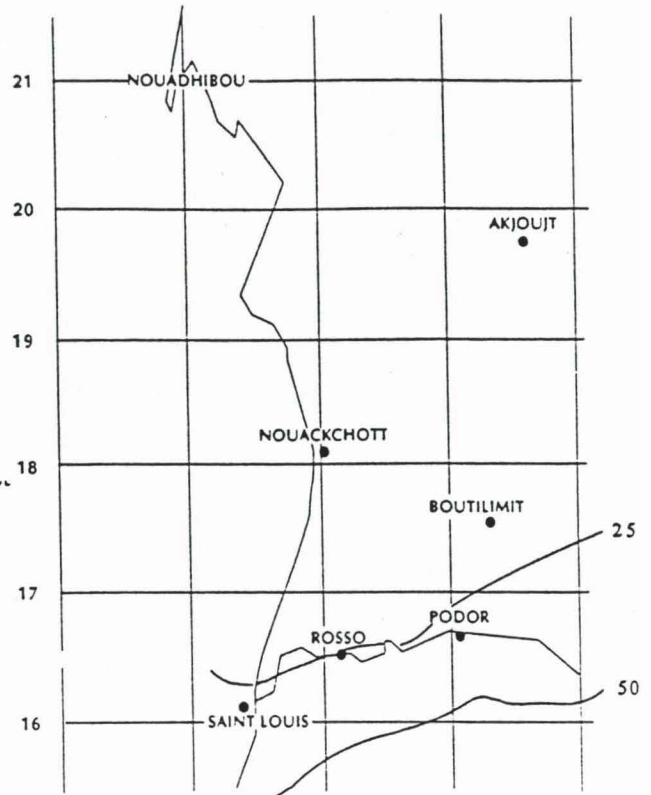 21
NOUADHIBOU
20
AKJOUJT
19
NOUACKCHOTT
18
BOUTILIMIT
25
17
PODOR
ROSSO
50
16
SAINT LOUIS